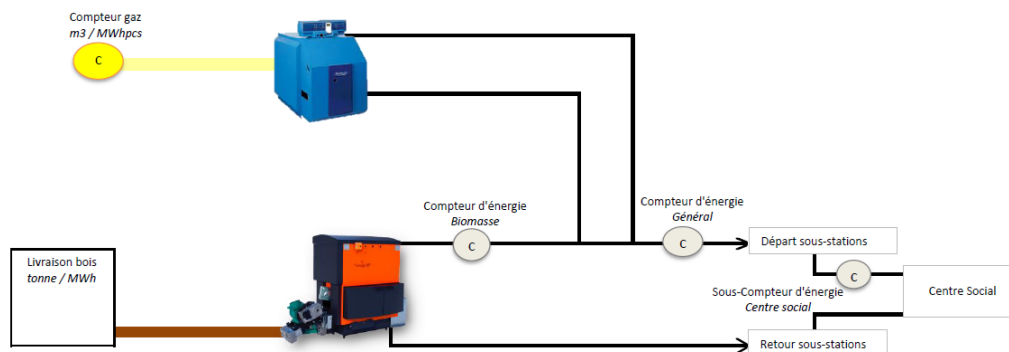 Compteur gaz
m3 / MWhpcs
C
Compteur d'énergie
Biomasse
C
Compteur d'énergie
Général
C
Départ sous-stations
Livraison bois
tonne / MWh
C
Centre Social
Sous-Compteur d'énergie
Centre social
Retour sous-stations